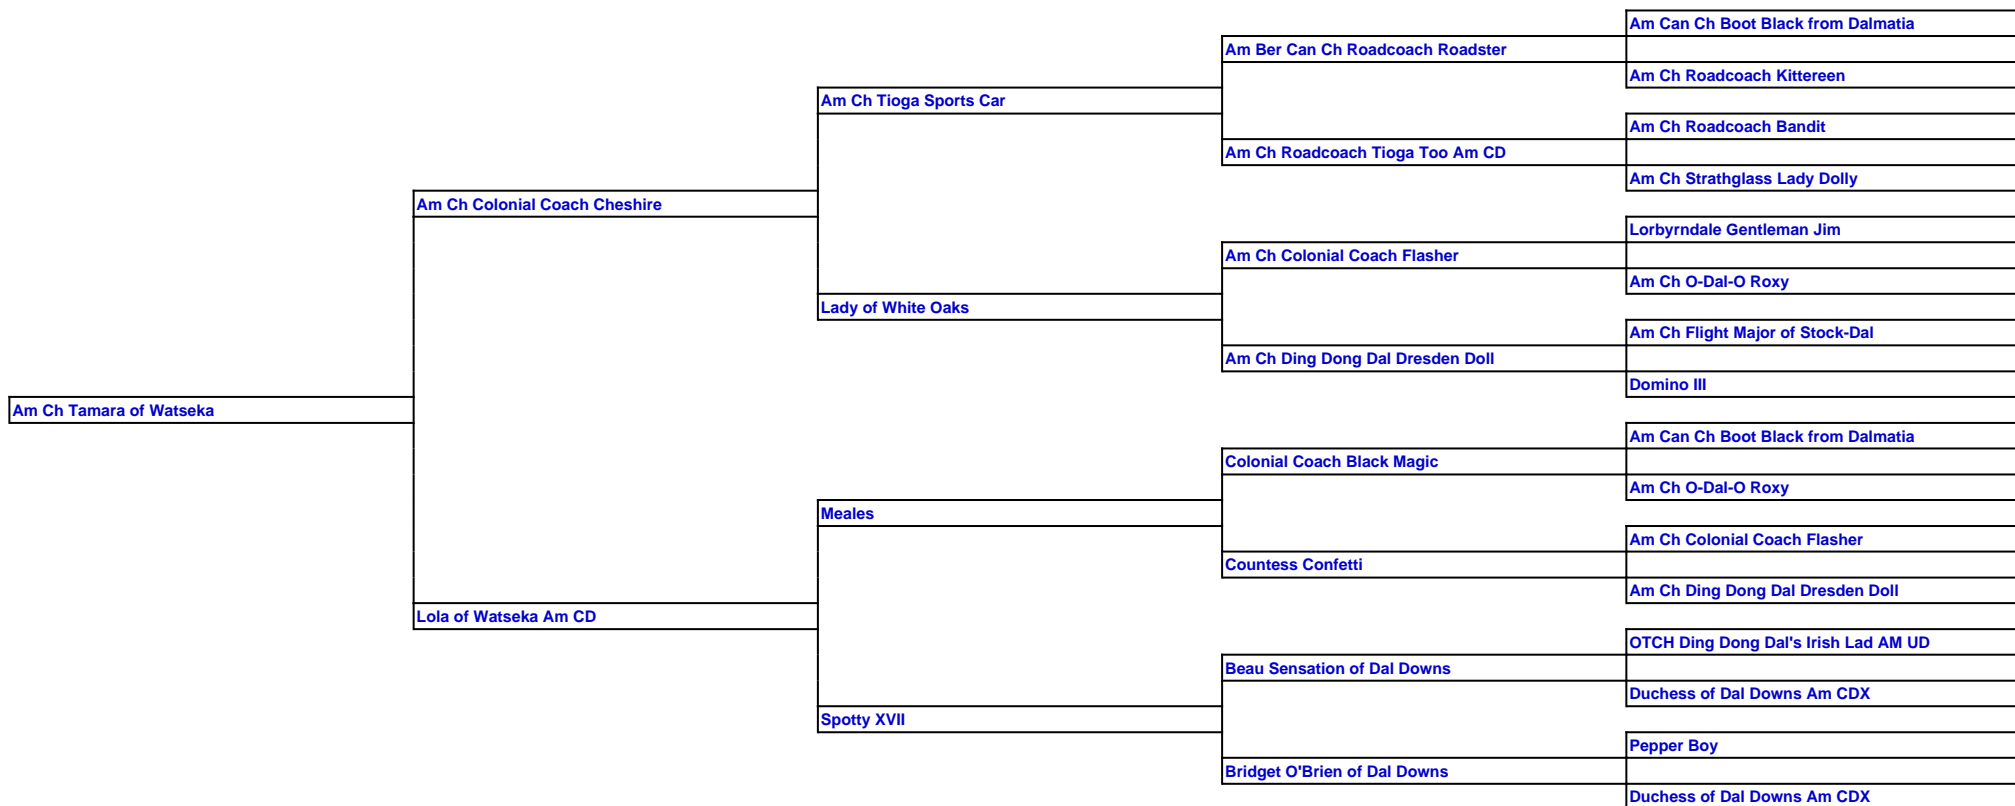 Am Can Ch Boot Black from Dalmatia
Am Ber Can Ch Roadcoach Roadster
Am Ch Roadcoach Kittereen
Am Ch Tioga Sports Car
Am Ch Roadcoach Bandit
Am Ch Roadcoach Tioga Too Am CD
Am Ch Strathglass Lady Dolly
Am Ch Colonial Coach Cheshire
Lorbyrndale Gentleman Jim
Am Ch Colonial Coach Flasher
Am Ch O-Dal-O Roxy
Lady of White Oaks
Am Ch Flight Major of Stock-Dal
Am Ch Ding Dong Dal Dresden Doll
Domino III
Am Ch Tamara of Watseka
Am Can Ch Boot Black from Dalmatia
Colonial Coach Black Magic
Am Ch O-Dal-O Roxy
Meales
Am Ch Colonial Coach Flasher
Countess Confetti
Am Ch Ding Dong Dal Dresden Doll
Lola of Watseka Am CD
OTCH Ding Dong Dal's Irish Lad AM UD
Beau Sensation of Dal Downs
Duchess of Dal Downs Am CDX
Spotty XVII
Pepper Boy
Bridget O'Brien of Dal Downs
Duchess of Dal Downs Am CDX